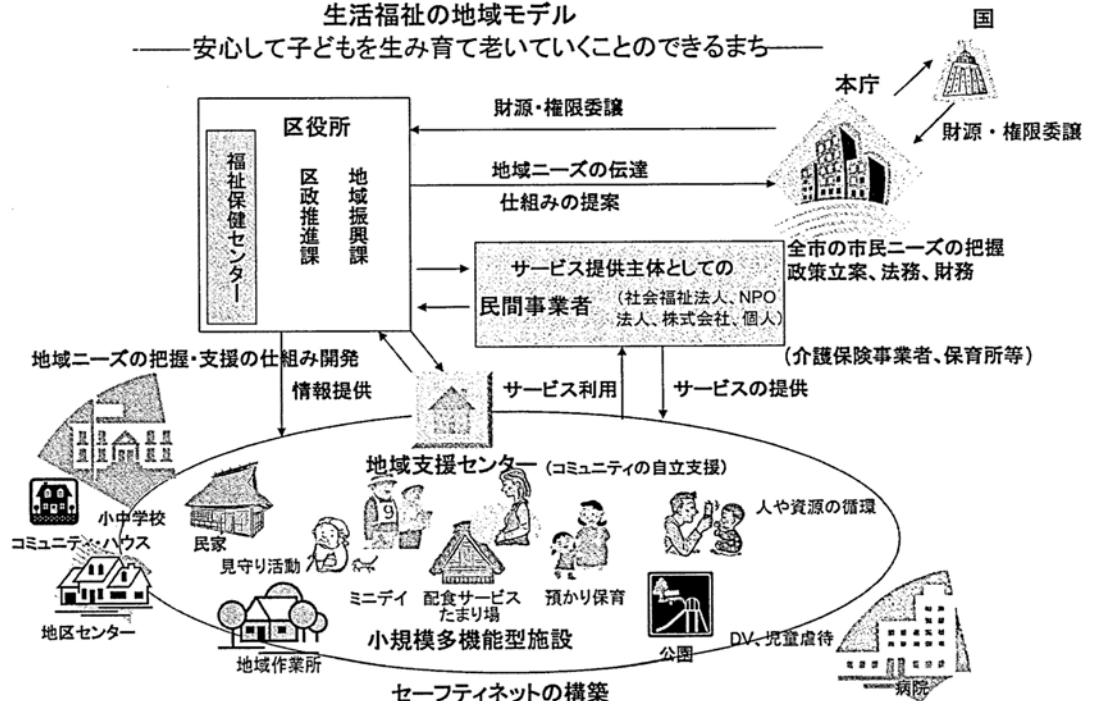 生活福祉の地域モデル
安心して子どもを生み育て老いていくことのできるまち
国
本庁
財源・権限委譲
財源・権限委譲
区役所
福祉保健センター
区政推進課
地域振興課
地域ニーズの伝達
仕組みの提案
全市の市民ニーズの把握
政策立案、法務、財務
サービス提供主体としての
民間事業者
(社会福祉法人、NPO
法人、株式会社、個人)
(介護保険事業者、保育所等)
地域ニーズの把握・支援の仕組み開発
情報提供
サービス利用
サービスの提供
地域支援センター (コミュニティの自立支援)
小中学校
コミュニティ・ハウス
民家
見守り活動
9
人や資源の循環
ミニデイ
配食サービス
たまり場
預かり保育
地区センター
地域作業所
小規模多機能型施設
公園
DV、児童虐待
病院
セーフティネットの構築